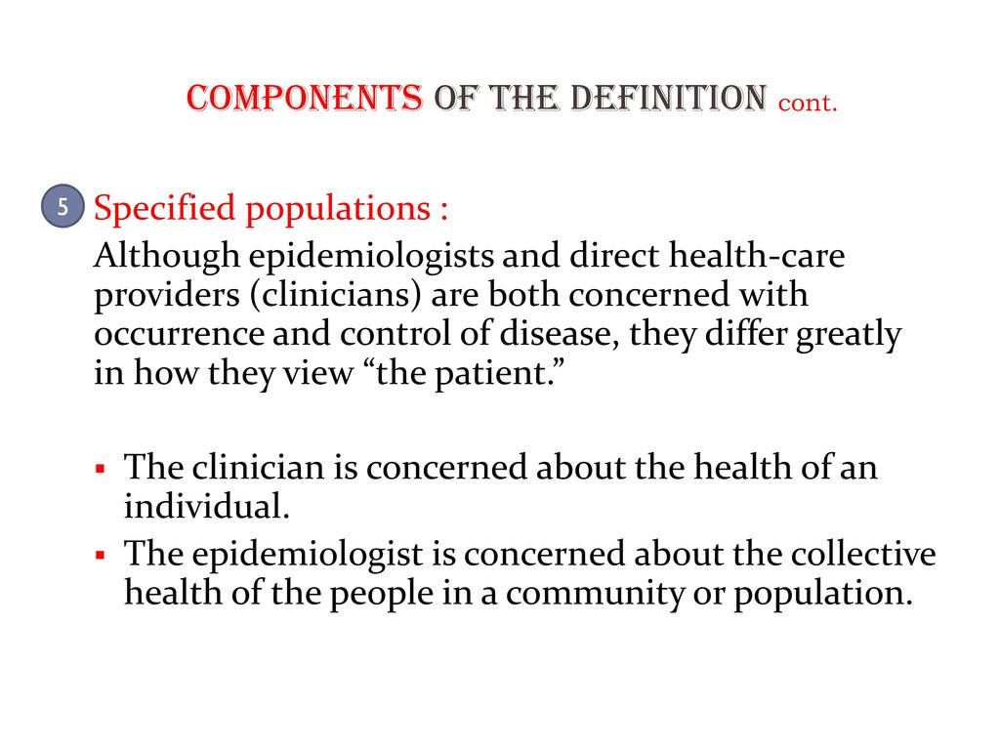 COMPONENTS OF THE DEFINITION cont.
5 Specified populations :
Although epidemiologists and direct health-care
providers (clinicians) are both concerned with
occurrence and control of disease, they differ greatly
in how they view “the patient.”
▪ The clinician is concerned about the health of an
individual.
▪ The epidemiologist is concerned about the collective
health of the people in a community or population.